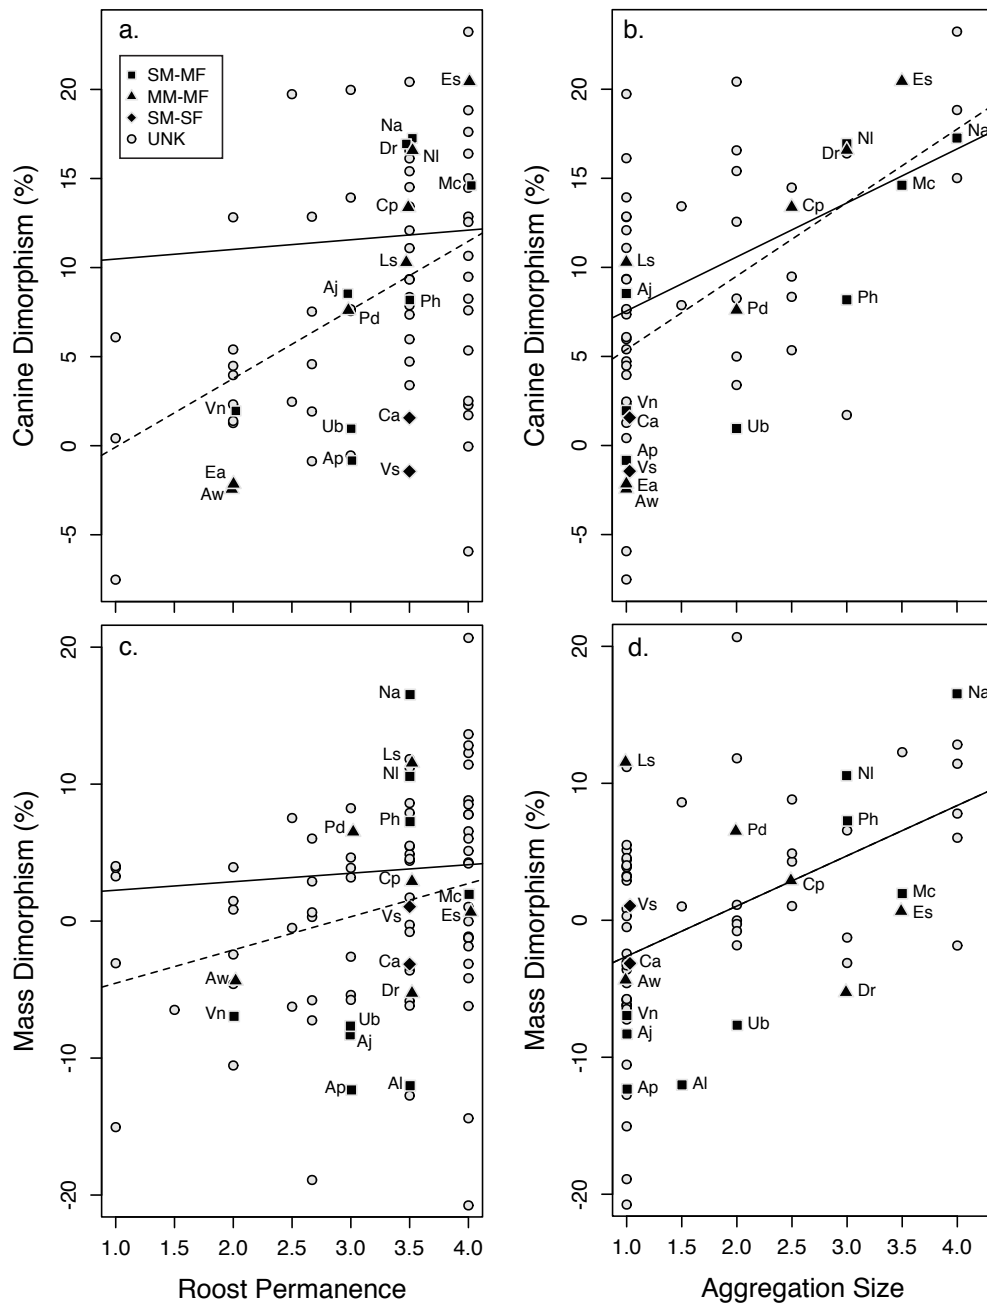 a.
SM-MF
MM-MF
SM-SF
UNK
Es
Na
Dr
Nl
Mc
Cp
Ls
Aj
Ph
Pd
Vn
Ub
Ca
Ap
Vs
Ea
Aw
20
15
10
5
0
-5
Canine Dimorphism (%)
b.
Es
Na
Nl
Dr
Mc
Cp
Ls
Aj
Ph
Pd
Vn
Ca
Ub
Ap
Vs
Ea
Aw
20
15
10
5
0
-5
Canine Dimorphism (%)
c.
Na
Ls
Nl
Ph
Pd
Cp
Mc
Vs
Es
Ca
Aw
Dr
Vn
Ub
Aj
Ap
Al
20
10
0
-10
-20
Mass Dimorphism (%)
1.0 1.5 2.0 2.5 3.0 3.5 4.0
Roost Permanence
d.
Na
Ls
Nl
Ph
Pd
Cp
Mc
Es
Vs
Ca
Aw
Dr
Vn
Ub
Aj
Ap
Al
20
10
0
-10
-20
Mass Dimorphism (%)
1.0 1.5 2.0 2.5 3.0 3.5 4.0
Aggregation Size